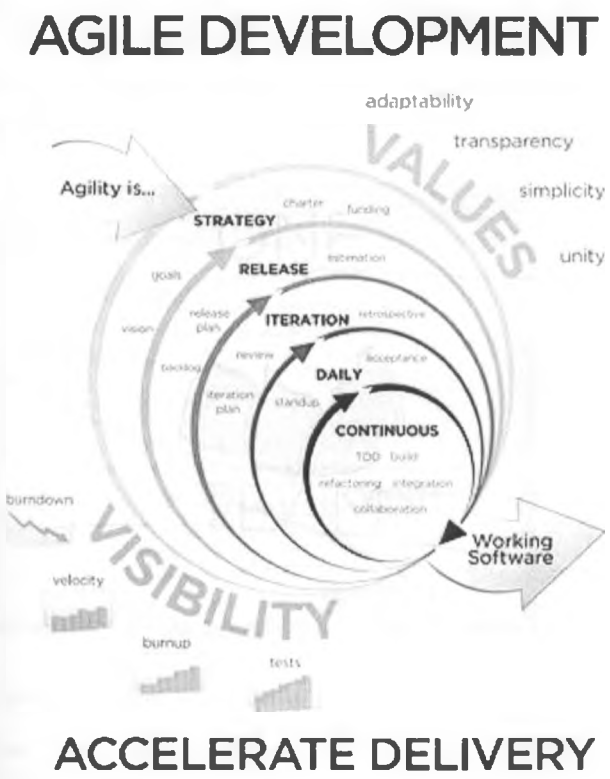 AGILE DEVELOPMENT
adaptability
VALUES
transparency
Agility is...
simplicity
charter
funding
STRATEGY
unity
estimation
goals
RELEASE
release
plan
ITERATION
retrospective
vision
review
acceptance
backlog
DAILY
iteration
plan
standup
CONTINUOUS
TDD build
refactoring integration
collaboration
burndown
VISIBILITY
Working
Software
velocity
burnup
tests
ACCELERATE DELIVERY